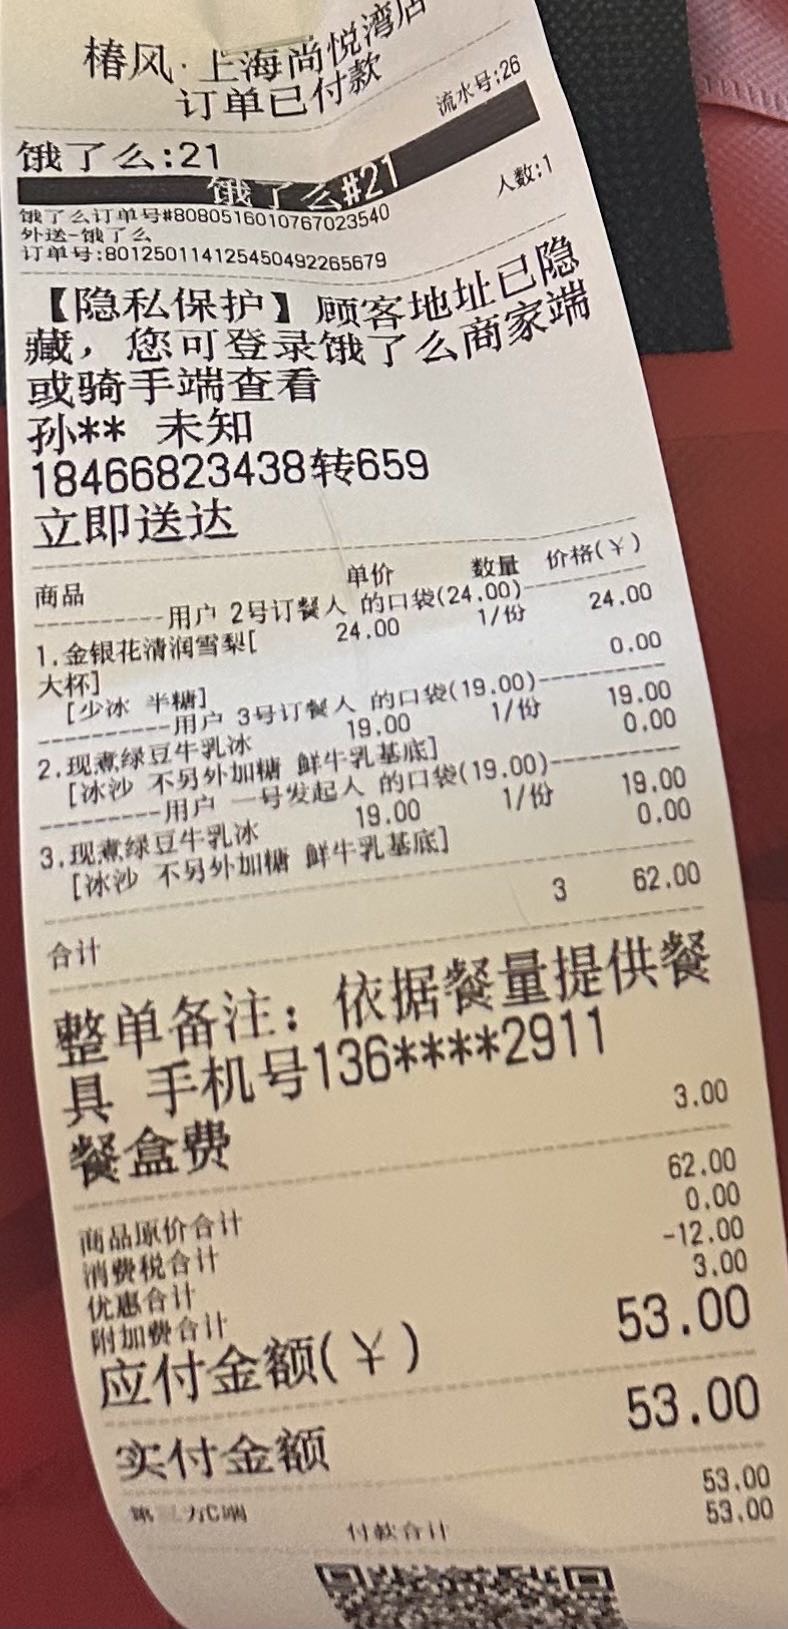 椿风·上海尚悦湾店
订单已付款
流水号:26
饿了么:21
饿了么#21
人数:1
饿了么订单号#8080516010767023540
外送-饿了么
订单号:801250114125450492265679
【隐私保护】顾客地址已隐
藏，您可登录饿了么商家端
或骑手端查看
孙** 未知
18466823438转659
立即送达
商品 单价 数量 价格(￥)
----------用户 2号订餐人 的口袋(24.00)----------
1.金银花清润雪梨[ 24.00 1/份 24.00
大杯]
[少冰 半糖] 0.00
----------用户 3号订餐人 的口袋(19.00)----------
2.现煮绿豆牛乳冰 19.00 1/份 19.00
[冰沙 不另外加糖 鲜牛乳基底] 0.00
----------用户 一号发起人 的口袋(19.00)----------
3.现煮绿豆牛乳冰 19.00 1/份 19.00
[冰沙 不另外加糖 鲜牛乳基底] 0.00
合计 3 62.00
整单备注：依据餐量提供餐
具 手机号136****2911
餐盒费 3.00
商品原价合计 62.00
消费税合计 0.00
优惠合计 -12.00
附加费合计 3.00
应付金额(￥) 53.00
实付金额 53.00
第三方C端 53.00
付款合计 53.00